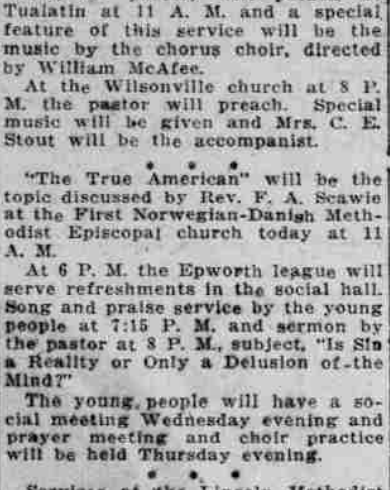 Tualatin at 11 A. M. and a special
feature of this service will be the
music by the chorus choir, directed
by William McAfee.
At the Wilsonville church at 8 P.
M. the pastor will preach. Special
music will be given and Mrs. C. E.
Stout will be the accompanist.
* * *
"The True American" will be the
topic discussed by Rev. F. A. Scawie
at the First Norwegian-Danish Meth-
odist Episcopal church today at 11
A. M.
At 6 P. M. the Epworth league will
serve refreshments in the social hall.
Song and praise service by the young
people at 7:15 P. M. and sermon by
the pastor at 8 P. M., subject, "Is Sin
a Reality or Only a Delusion of the
Mind?"
The young people will have a so-
cial meeting Wednesday evening and
prayer meeting and choir practice
will be held Thursday evening.
* * *
Services at the Lincoln Methodist